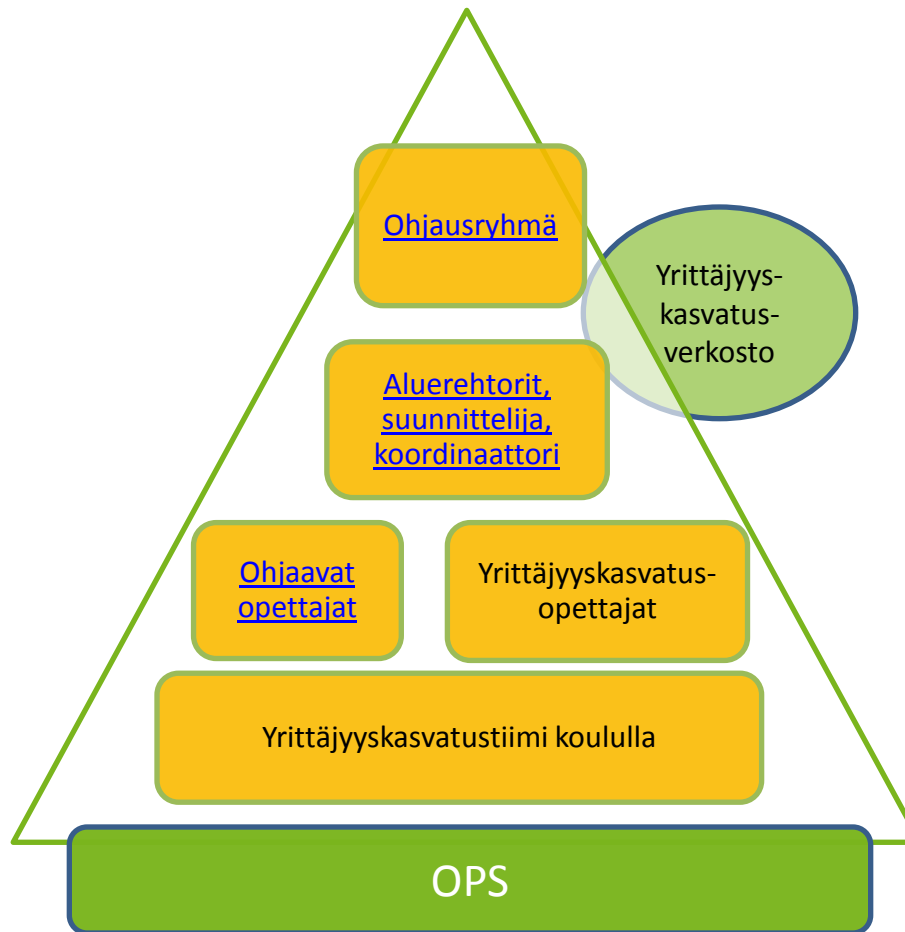 Ohjausryhmä
Yrittäjyys-
kasvatus-
verkosto
Aluerehtorit,
suunnittelija,
koordinaattori
Ohjaavat
opettajat
Yrittäjyyskasvatus-
opettajat
Yrittäjyyskasvatustiimi koululla
OPS